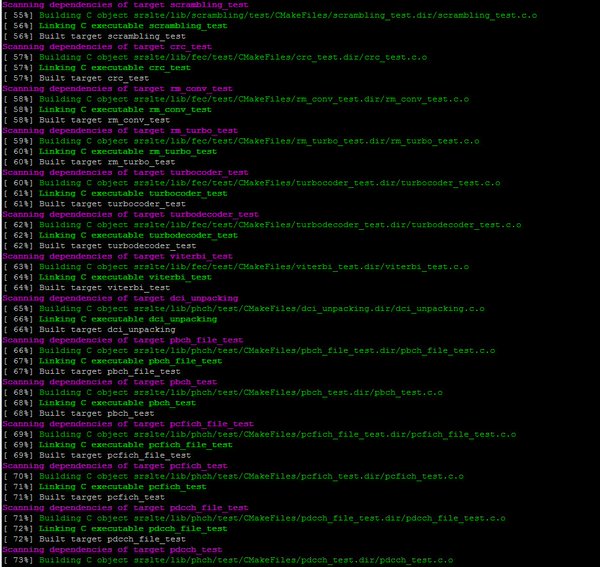 Scanning dependencies of target scrambling_test
[ 55%] Building C object srslte/lib/scrambling/test/CMakeFiles/scrambling_test.dir/scrambling_test.c.o
[ 56%] Linking C executable scrambling_test
[ 56%] Built target scrambling_test
Scanning dependencies of target crc_test
[ 57%] Building C object srslte/lib/fec/test/CMakeFiles/crc_test.dir/crc_test.c.o
[ 57%] Linking C executable crc_test
[ 57%] Built target crc_test
Scanning dependencies of target rm_conv_test
[ 58%] Building C object srslte/lib/fec/test/CMakeFiles/rm_conv_test.dir/rm_conv_test.c.o
[ 58%] Linking C executable rm_conv_test
[ 58%] Built target rm_conv_test
Scanning dependencies of target rm_turbo_test
[ 59%] Building C object srslte/lib/fec/test/CMakeFiles/rm_turbo_test.dir/rm_turbo_test.c.o
[ 60%] Linking C executable rm_turbo_test
[ 60%] Built target rm_turbo_test
Scanning dependencies of target turbocoder_test
[ 60%] Building C object srslte/lib/fec/test/CMakeFiles/turbocoder_test.dir/turbocoder_test.c.o
[ 61%] Linking C executable turbocoder_test
[ 61%] Built target turbocoder_test
Scanning dependencies of target turbodecoder_test
[ 62%] Building C object srslte/lib/fec/test/CMakeFiles/turbodecoder_test.dir/turbodecoder_test.c.o
[ 62%] Linking C executable turbodecoder_test
[ 62%] Built target turbodecoder_test
Scanning dependencies of target viterbi_test
[ 63%] Building C object srslte/lib/fec/test/CMakeFiles/viterbi_test.dir/viterbi_test.c.o
[ 64%] Linking C executable viterbi_test
[ 64%] Built target viterbi_test
Scanning dependencies of target dci_unpacking
[ 65%] Building C object srslte/lib/phch/test/CMakeFiles/dci_unpacking.dir/dci_unpacking.c.o
[ 66%] Linking C executable dci_unpacking
[ 66%] Built target dci_unpacking
Scanning dependencies of target pbch_file_test
[ 66%] Building C object srslte/lib/phch/test/CMakeFiles/pbch_file_test.dir/pbch_file_test.c.o
[ 67%] Linking C executable pbch_file_test
[ 67%] Built target pbch_file_test
Scanning dependencies of target pbch_test
[ 68%] Building C object srslte/lib/phch/test/CMakeFiles/pbch_test.dir/pbch_test.c.o
[ 68%] Linking C executable pbch_test
[ 68%] Built target pbch_test
Scanning dependencies of target pcfich_file_test
[ 69%] Building C object srslte/lib/phch/test/CMakeFiles/pcfich_file_test.dir/pcfich_file_test.c.o
[ 69%] Linking C executable pcfich_file_test
[ 69%] Built target pcfich_file_test
Scanning dependencies of target pcfich_test
[ 70%] Building C object srslte/lib/phch/test/CMakeFiles/pcfich_test.dir/pcfich_test.c.o
[ 71%] Linking C executable pcfich_test
[ 71%] Built target pcfich_test
Scanning dependencies of target pdcch_file_test
[ 71%] Building C object srslte/lib/phch/test/CMakeFiles/pdcch_file_test.dir/pdcch_file_test.c.o
[ 72%] Linking C executable pdcch_file_test
[ 72%] Built target pdcch_file_test
Scanning dependencies of target pdcch_test
[ 73%] Building C object srslte/lib/phch/test/CMakeFiles/pdcch_test.dir/pdcch_test.c.o